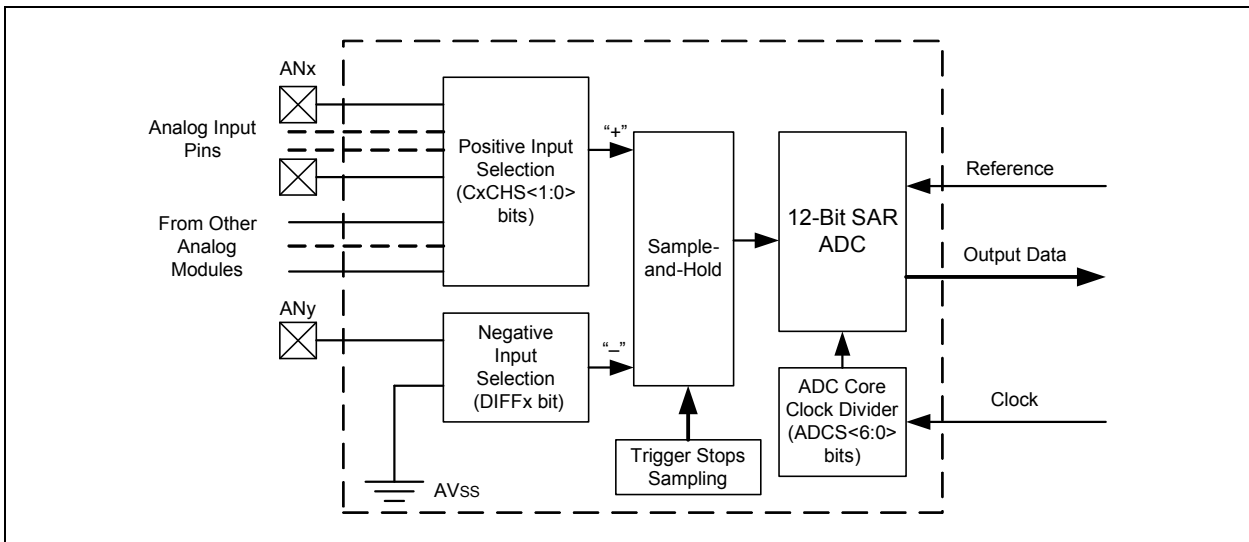 ANx
Analog Input
Pins
From Other
Analog
Modules
ANy
Positive Input
Selection
(CxCHS<1:0>
bits)
“+”
Negative
Input
Selection
(DIFFx bit)
“–”
AVSS
Sample-
and-Hold
Trigger Stops
Sampling
12-Bit SAR
ADC
ADC Core
Clock Divider
(ADCS<6:0>
bits)
Reference
Output Data
Clock